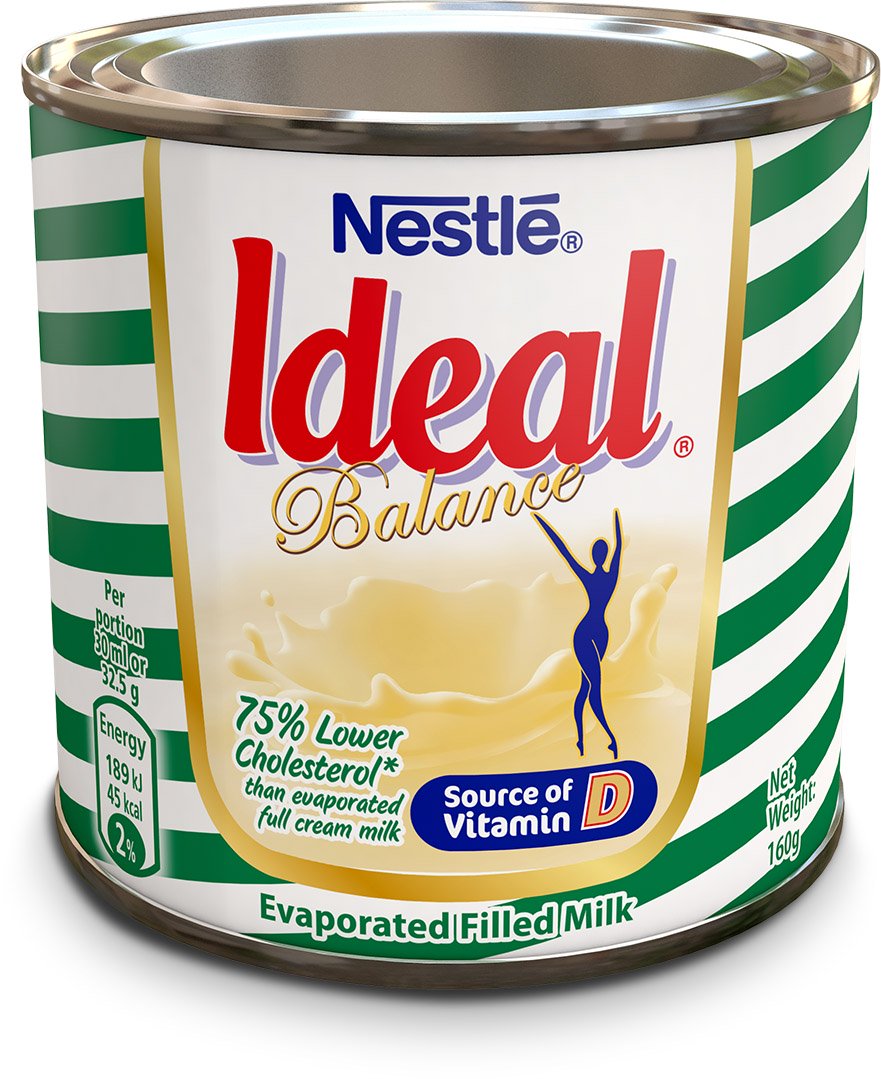 Nestlé®
Ideal®
Balance
Per
portion
30 ml or
32.5 g
Energy
189 kJ
45 kcal
2%
75% Lower
Cholesterol*
than evaporated
full cream milk
Source of
Vitamin D
Net
Weight:
160g
Evaporated Filled Milk